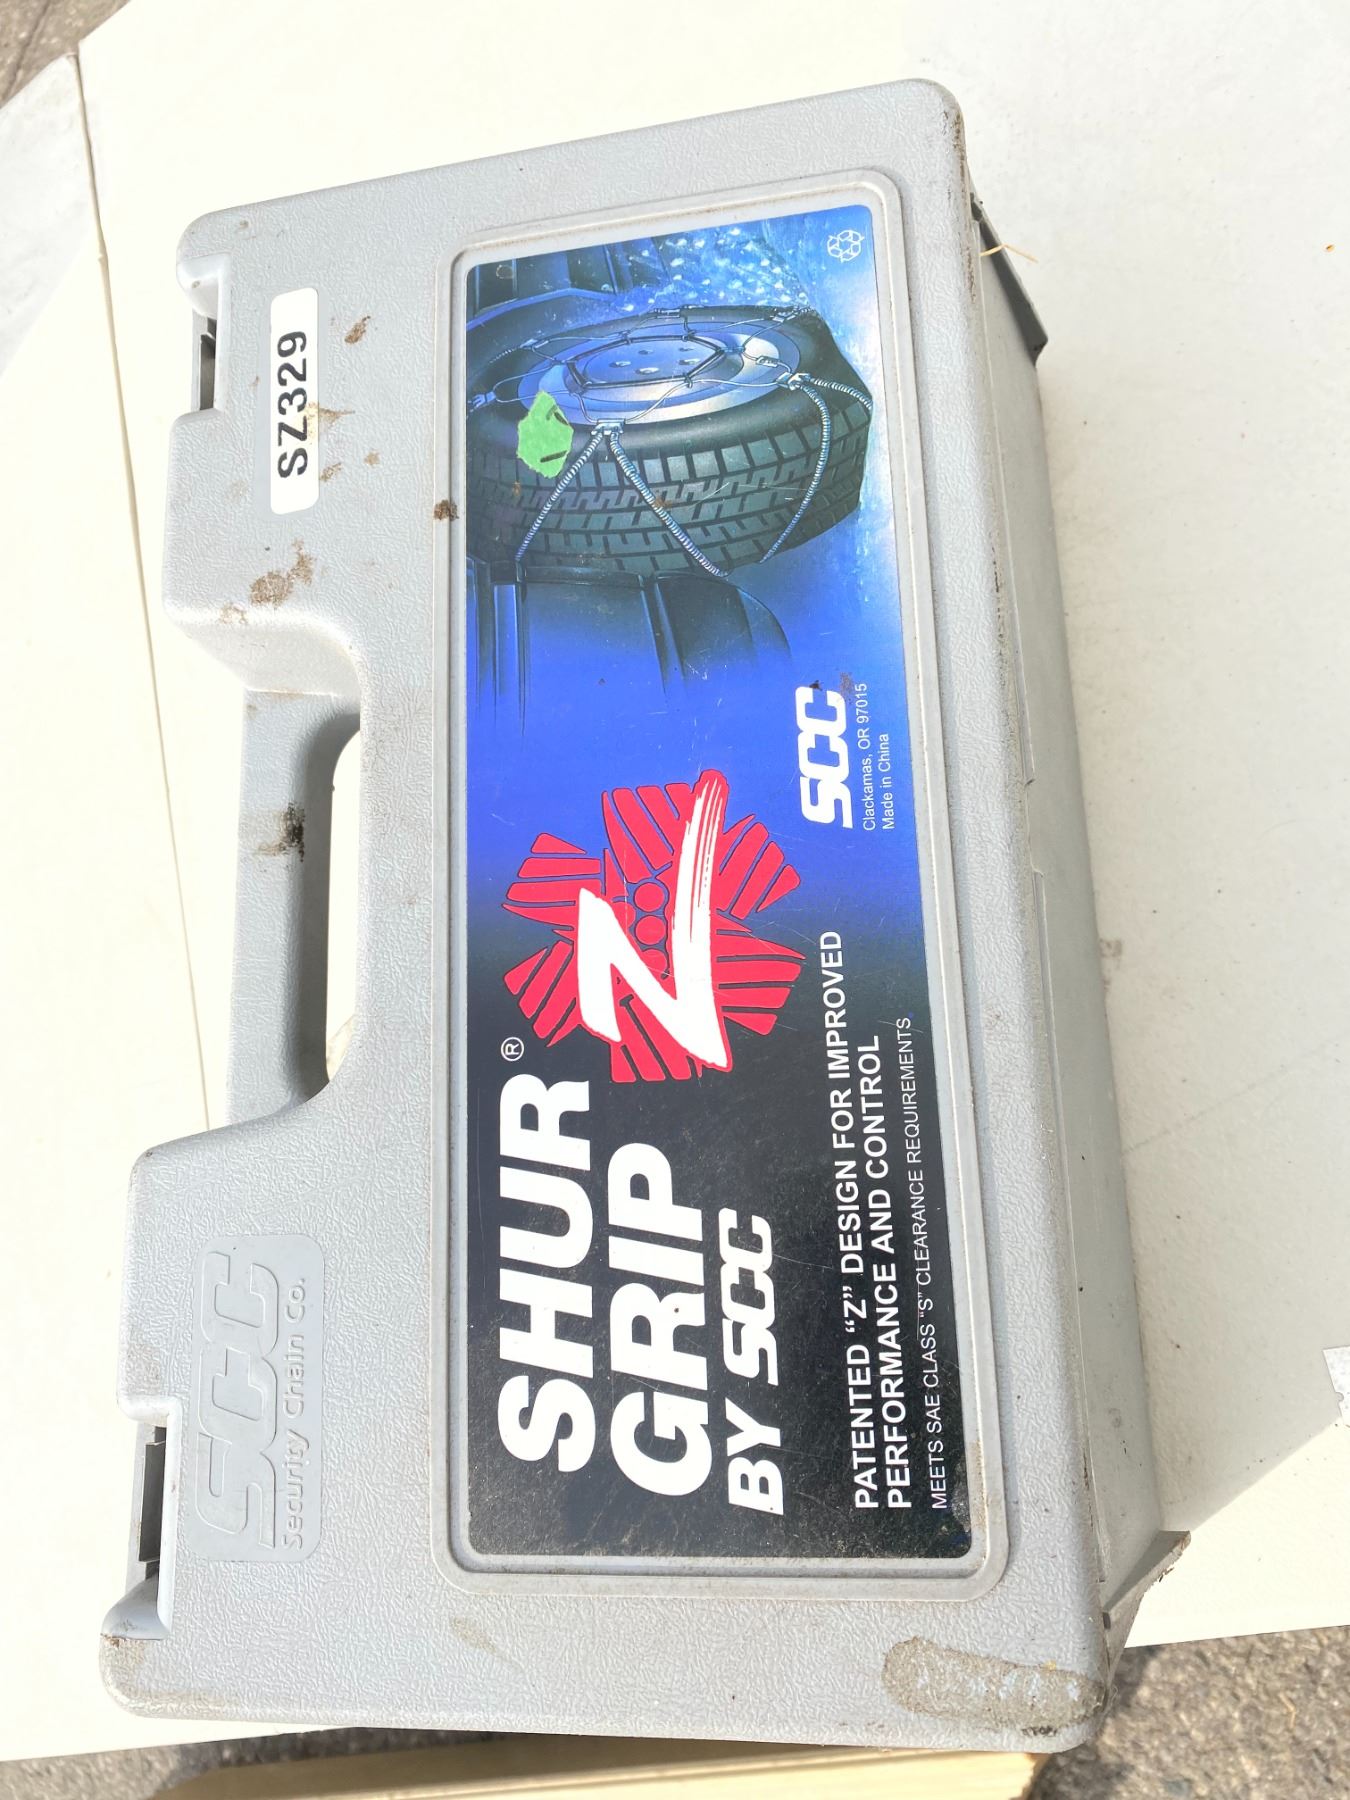 SCC
Security Chain Co.
SZ329
SHUR®
GRIP
BY SCC
Z
PATENTED “Z” DESIGN FOR IMPROVED
PERFORMANCE AND CONTROL
MEETS SAE CLASS “S” CLEARANCE REQUIREMENTS.
SCC
Clackamas, OR 97015
Made in China